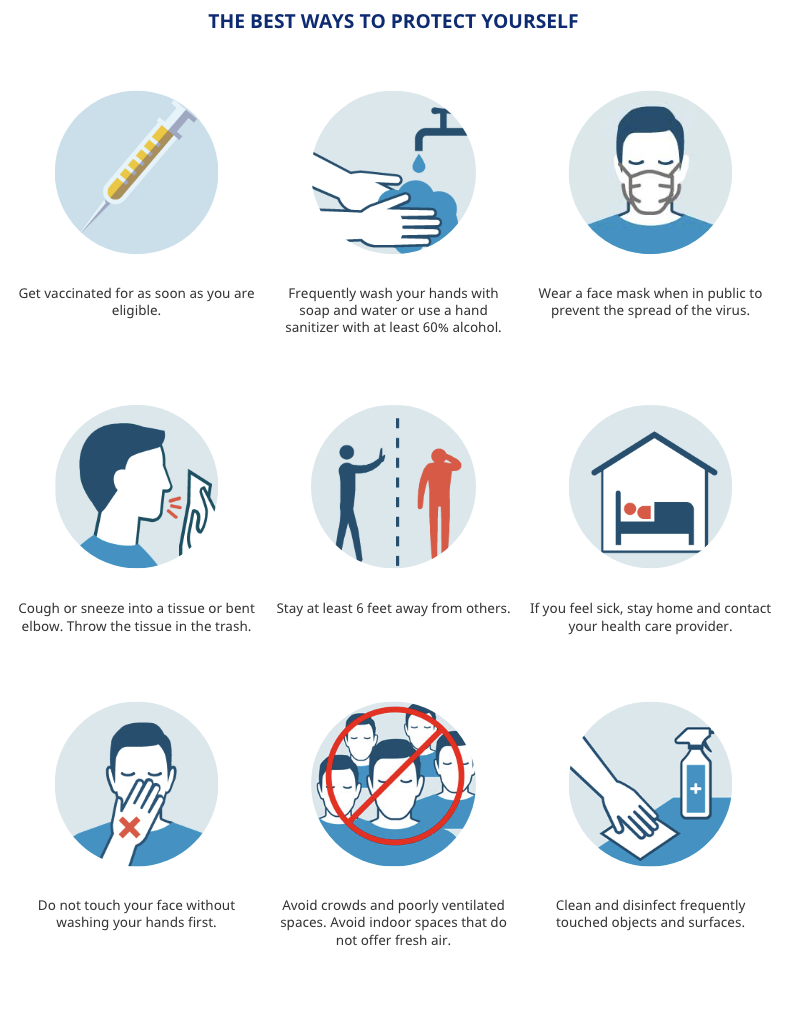 THE BEST WAYS TO PROTECT YOURSELF
Get vaccinated for as soon as you are
eligible.
Frequently wash your hands with
soap and water or use a hand
sanitizer with at least 60% alcohol.
Wear a face mask when in public to
prevent the spread of the virus.
Cough or sneeze into a tissue or bent
elbow. Throw the tissue in the trash.
Stay at least 6 feet away from others.
If you feel sick, stay home and contact
your health care provider.
Do not touch your face without
washing your hands first.
Avoid crowds and poorly ventilated
spaces. Avoid indoor spaces that do
not offer fresh air.
Clean and disinfect frequently
touched objects and surfaces.